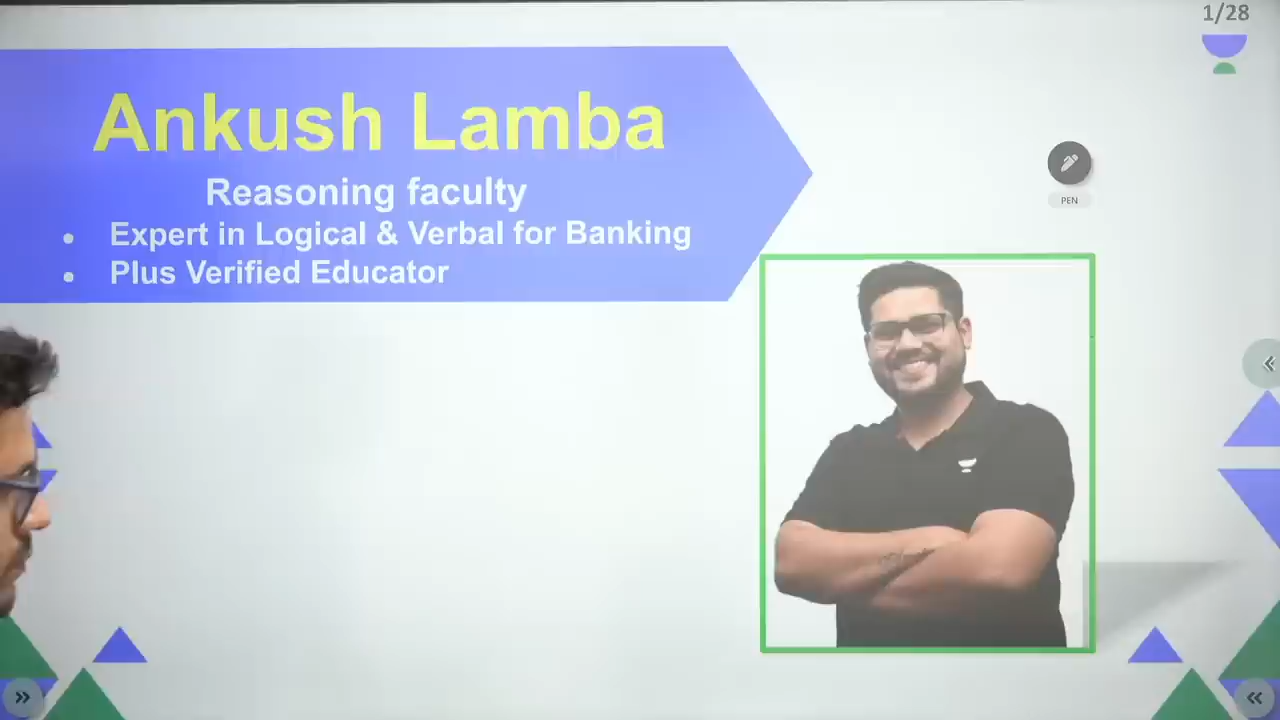 1/28
Ankush Lamba
Reasoning faculty
• Expert in Logical & Verbal for Banking
• Plus Verified Educator
PEN